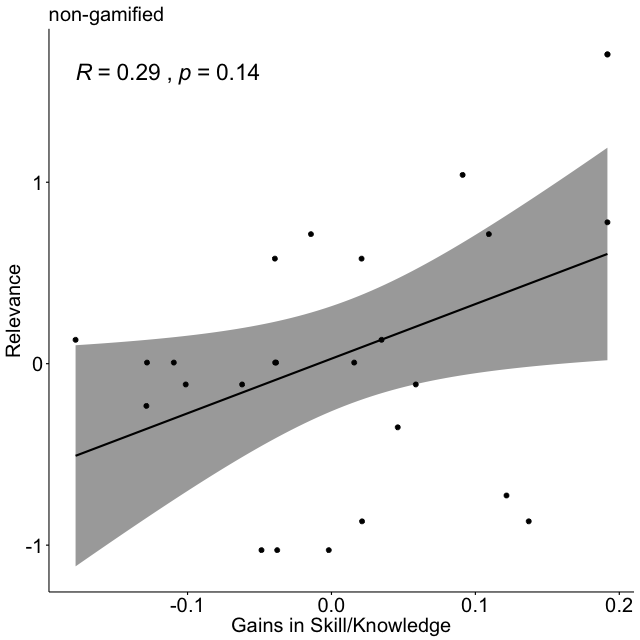 non-gamified
R = 0.29 , p = 0.14
1
0
-1
Relevance
-0.1 0.0 0.1 0.2
Gains in Skill/Knowledge